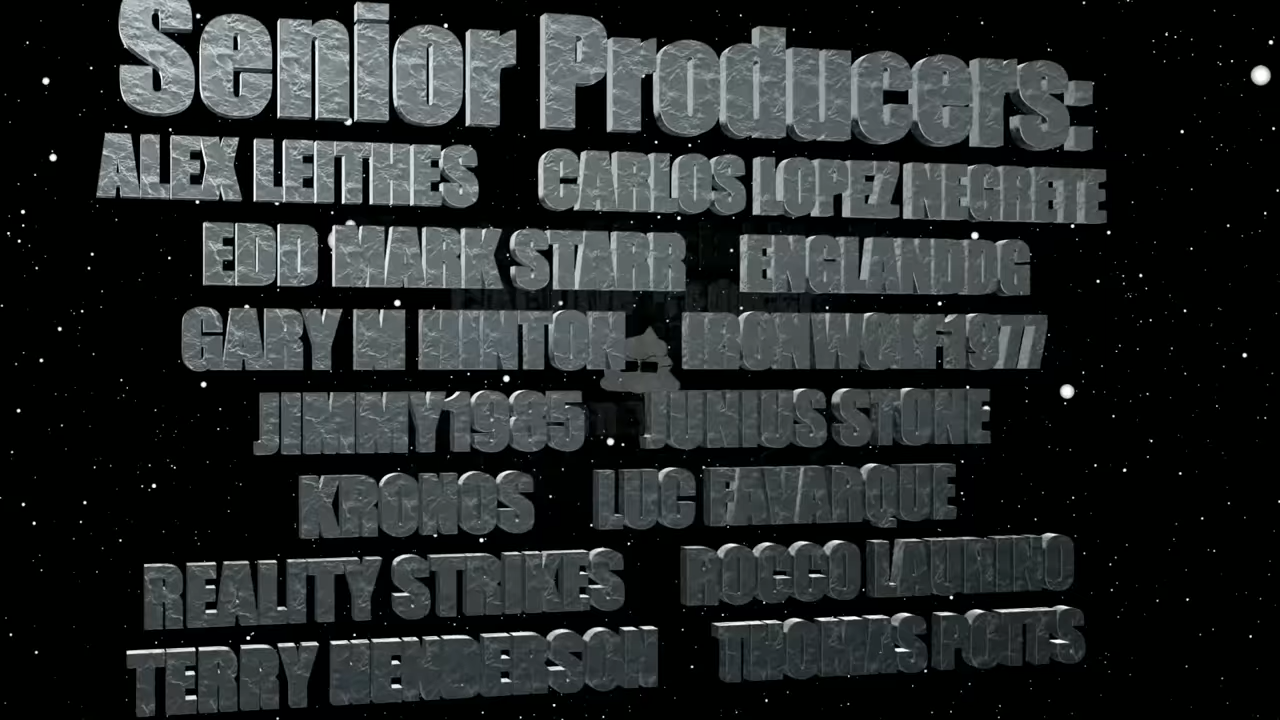 Senior Producers:
ALEX LEITHES CARLOS LOPEZ NEGRETE
EDD MARK STARR ENGLANDDG
GARY M HINTON IRONWOLF1977
JIMMY1985 JUNIUS STONE
KRONOS LUC FAVARQUE
REALITY STRIKES ROCCO LAURINO
TERRY HENDERSON THOMAS POTTS